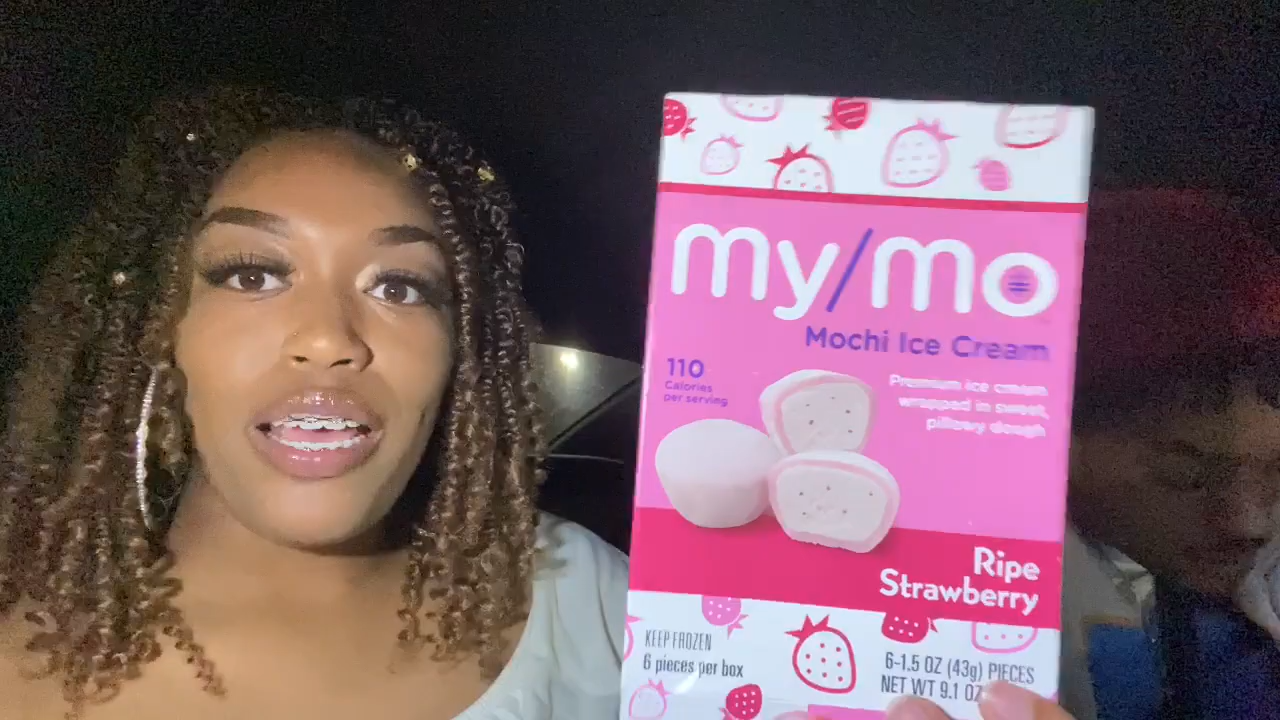 my/mo
Mochi Ice Cream
110
Calories
per serving
Premium ice cream
wrapped in sweet,
pillowy dough
Ripe
Strawberry
KEEP FROZEN
6 pieces per box
6-1.5 OZ (43g) PIECES
NET WT 9.1 OZ